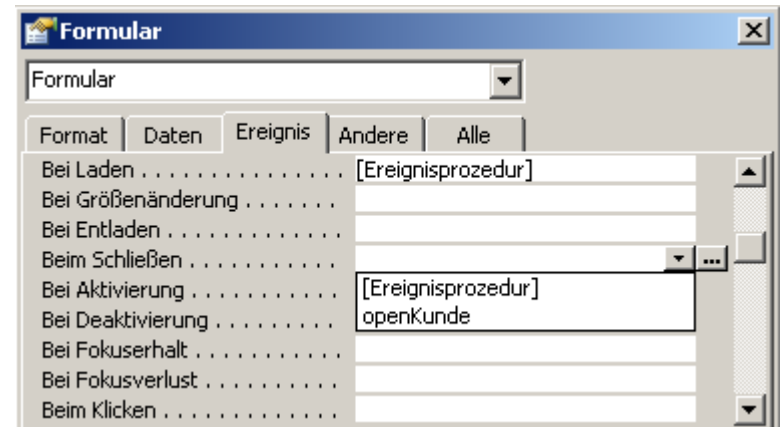 Formular
Formular
Format Daten Ereignis Andere Alle
Bei Laden . . . . . . . . . . . . . . . . [Ereignisprozedur]
Bei Größenänderung . . . . . . .
Bei Entladen . . . . . . . . . . . . .
Beim Schließen . . . . . . . . . . . ...
Bei Aktivierung . . . . . . . . . . . [Ereignisprozedur]
Bei Deaktivierung . . . . . . . . . openKunde
Bei Fokuserhalt . . . . . . . . . . .
Bei Fokusverlust . . . . . . . . . .
Beim Klicken . . . . . . . . . . . . .